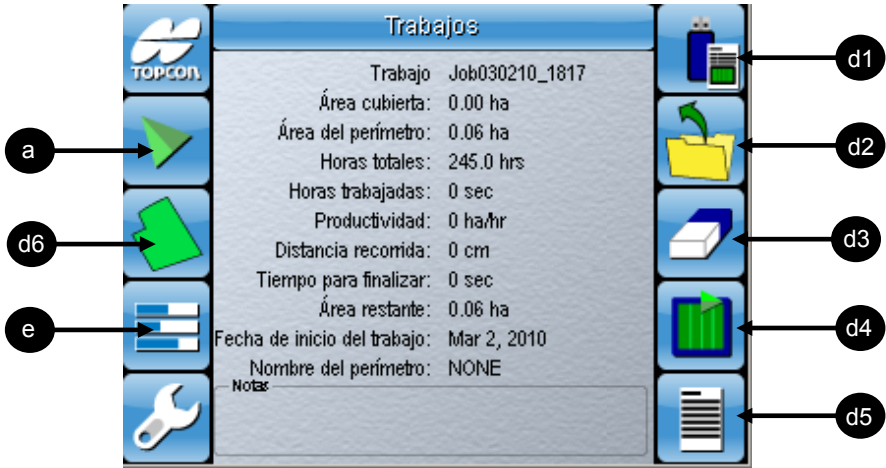 Trabajos
TOPCON
Trabajo Job030210_1817
Área cubierta: 0.00 ha
Área del perímetro: 0.06 ha
Horas totales: 245.0 hrs
Horas trabajadas: 0 sec
Productividad: 0 ha/hr
Distancia recorrida: 0 cm
Tiempo para finalizar: 0 sec
Área restante: 0.06 ha
Fecha de inicio del trabajo: Mar 2, 2010
Nombre del perímetro: NONE
Notas
a
d6
e
d1
d2
d3
d4
d5